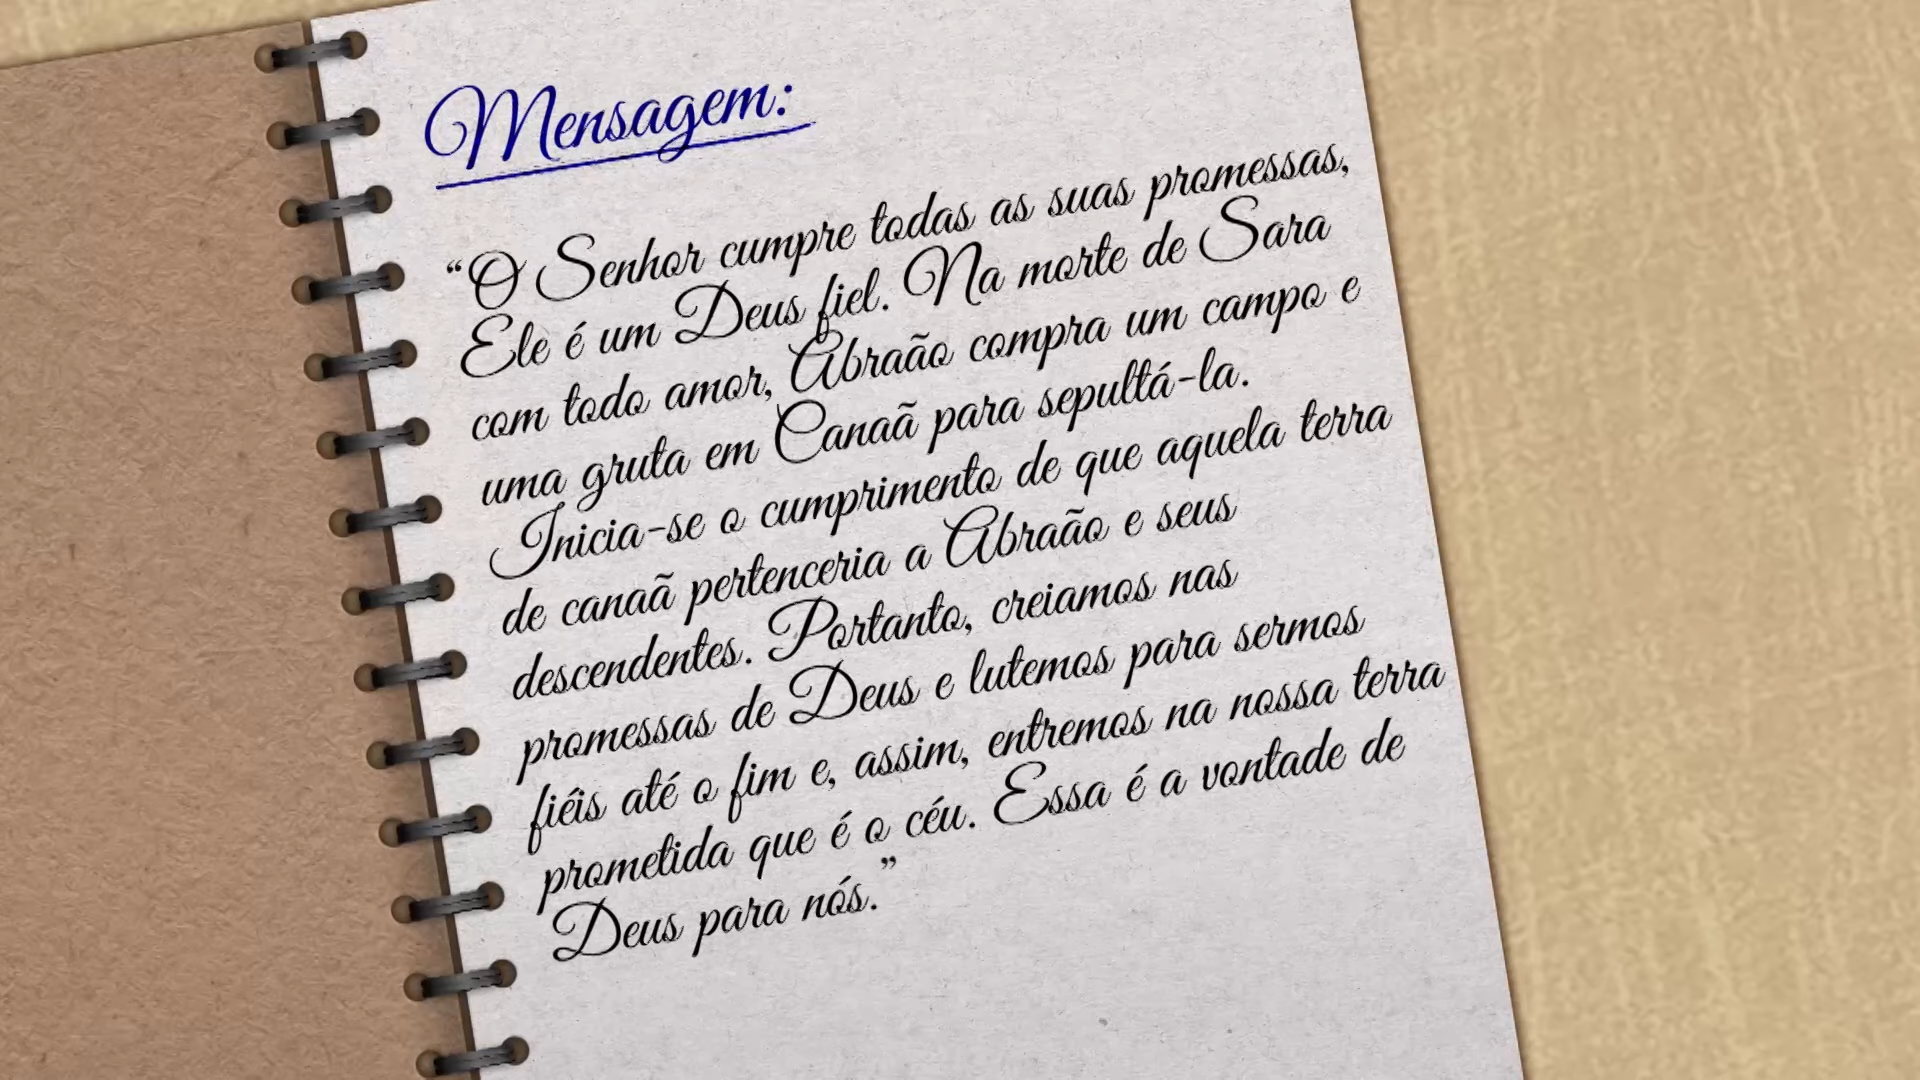 Mensagem:
“O Senhor cumpre todas as suas promessas,
Ele é um Deus fiel. Na morte de Sara
com todo amor, Abraão compra um campo e
uma gruta em Canaã para sepultá-la.
Inicia-se o cumprimento de que aquela terra
de canaã pertenceria a Abraão e seus
descendentes. Portanto, creiamos nas
promessas de Deus e lutemos para sermos
fiéis até o fim e, assim, entremos na nossa terra
prometida que é o céu. Essa é a vontade de
Deus para nós.”